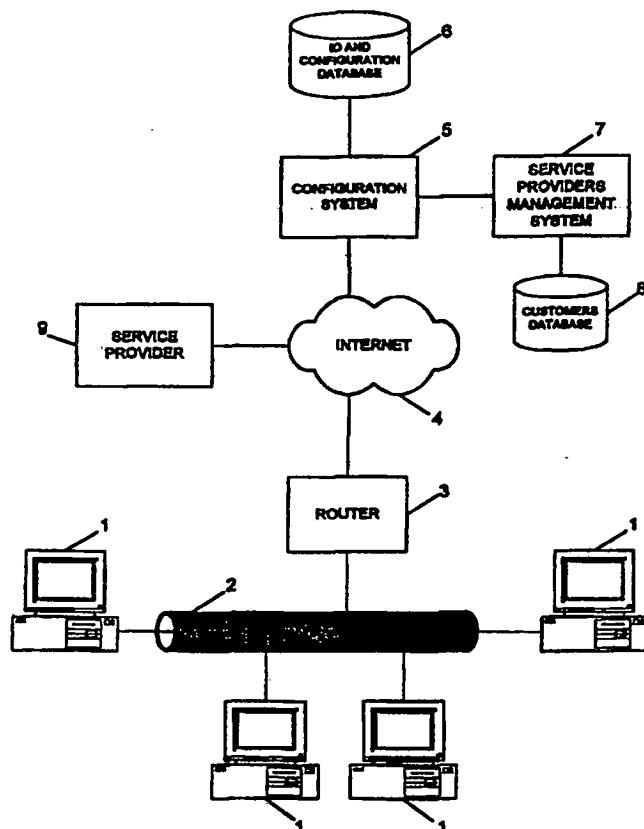 6
ID AND
CONFIGURATION
DATABASE
5
7
CONFIGURATION
SYSTEM
SERVICE
PROVIDERS
MANAGEMENT
SYSTEM
8
CUSTOMERS
DATABASE
9
SERVICE
PROVIDER
INTERNET
4
ROUTER
3
1
1
2
1
1